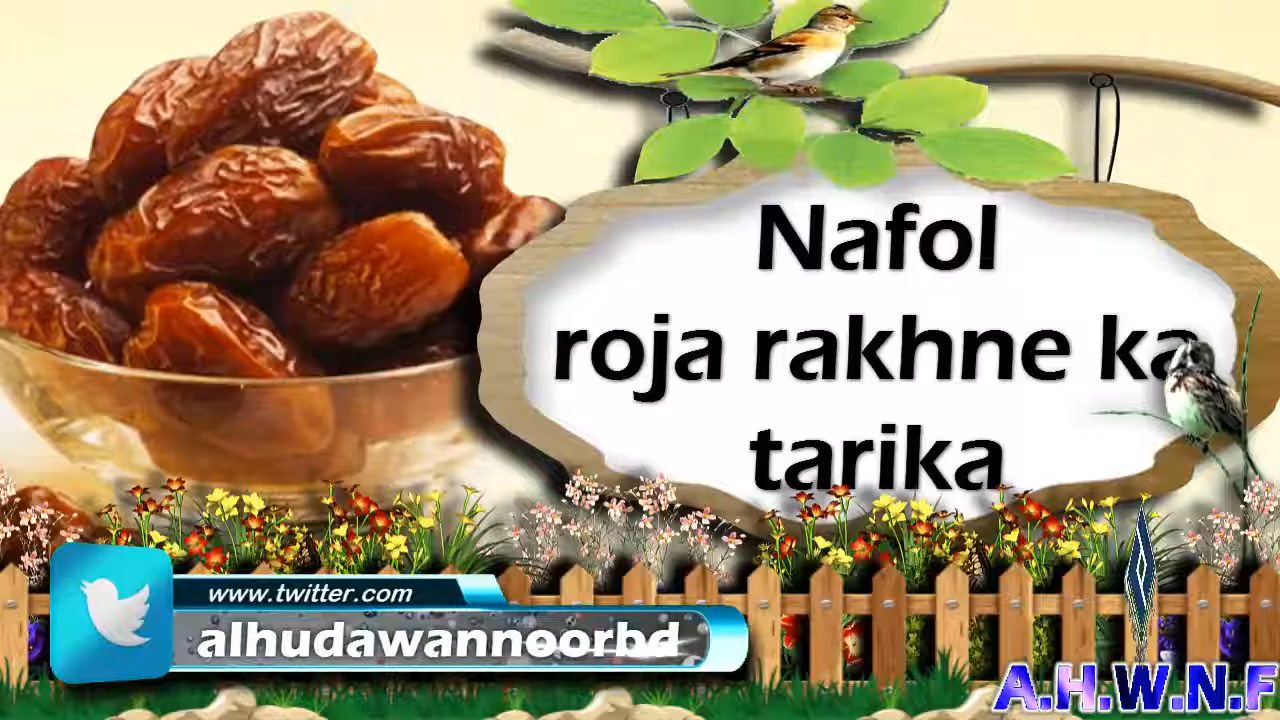 Nafol
roja rakhne ka
tarika
www.twitter.com
alhudawannoorbd
A.H.W.N.F